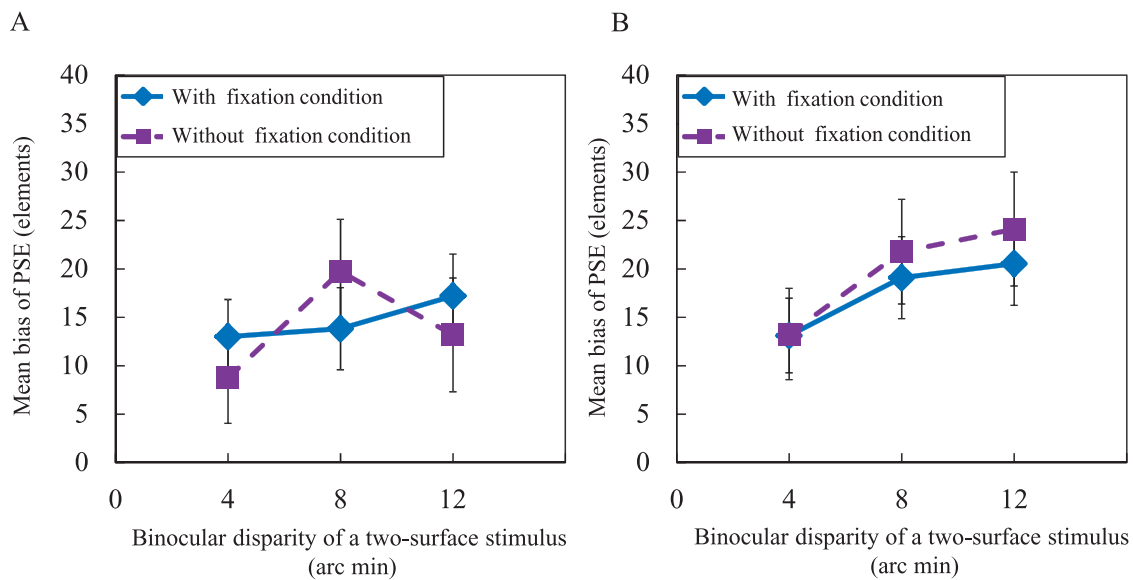 A
Mean bias of PSE (elements)
40
35
30
25
20
15
10
5
0
With fixation condition
Without fixation condition
0
4
8
12
Binocular disparity of a two-surface stimulus
(arc min)
B
Mean bias of PSE (elements)
40
35
30
25
20
15
10
5
0
With fixation condition
Without fixation condition
0
4
8
12
Binocular disparity of a two-surface stimulus
(arc min)